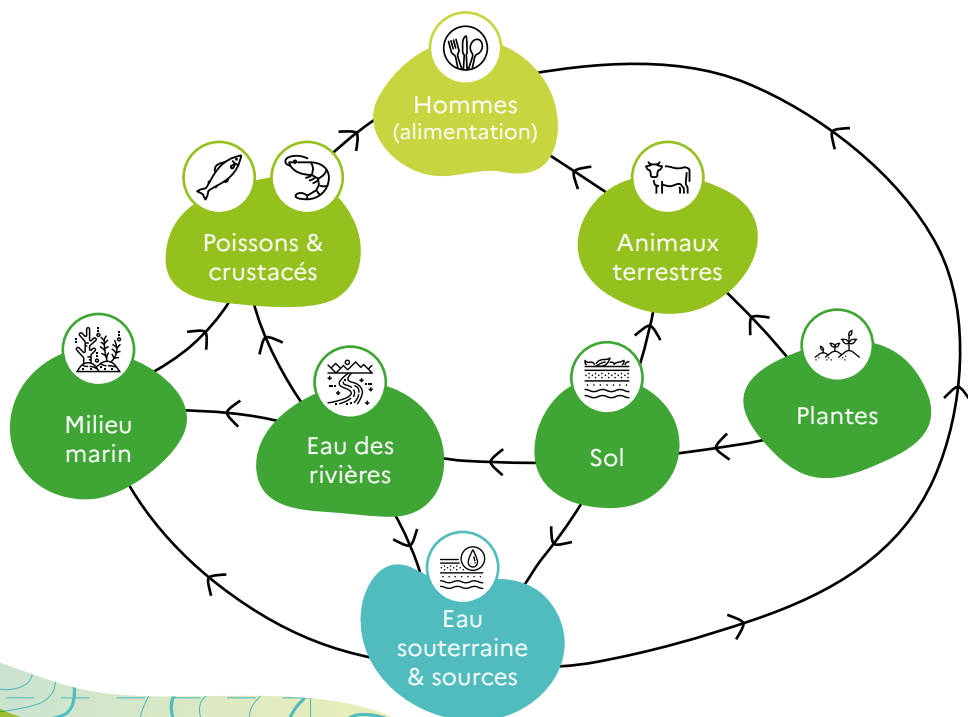 Hommes
(alimentation)
Poissons &
crustacés
Animaux
terrestres
Milieu
marin
Eau des
rivières
Sol
Plantes
Eau
souterraine
& sources